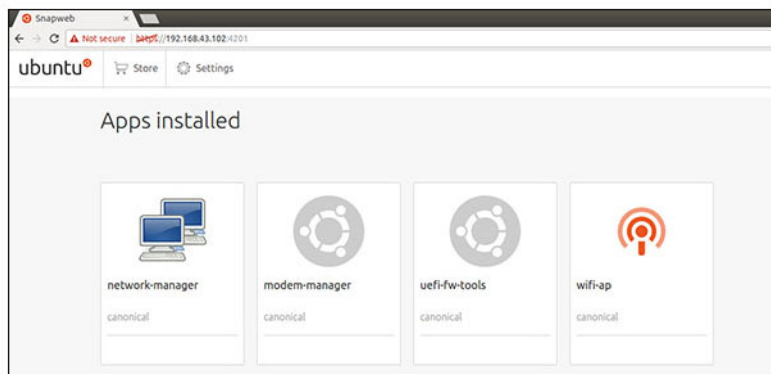 Snapweb
Not secure https://192.168.43.102:4201
ubuntu Store Settings
Apps installed
network-manager modem-manager uefi-fw-tools wifi-ap
canonical canonical canonical canonical